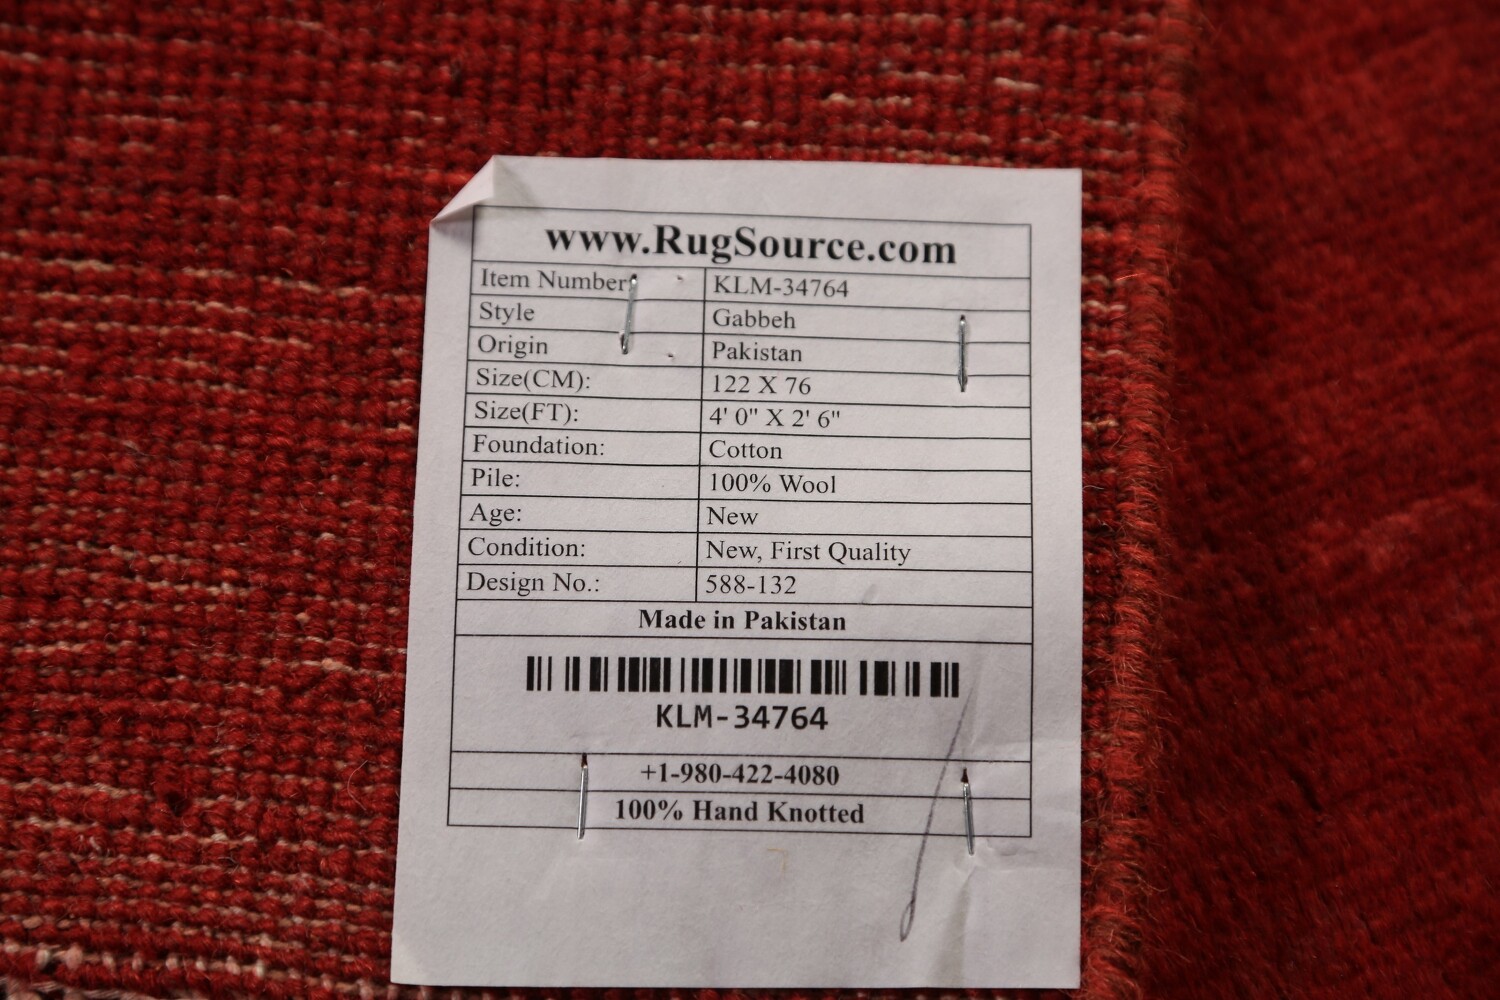 www.RugSource.com
Item Number: KLM-34764
Style Gabbeh
Origin Pakistan
Size(CM): 122 X 76
Size(FT): 4' 0" X 2' 6"
Foundation: Cotton
Pile: 100% Wool
Age: New
Condition: New, First Quality
Design No.: 588-132
Made in Pakistan
KLM-34764
+1-980-422-4080
100% Hand Knotted